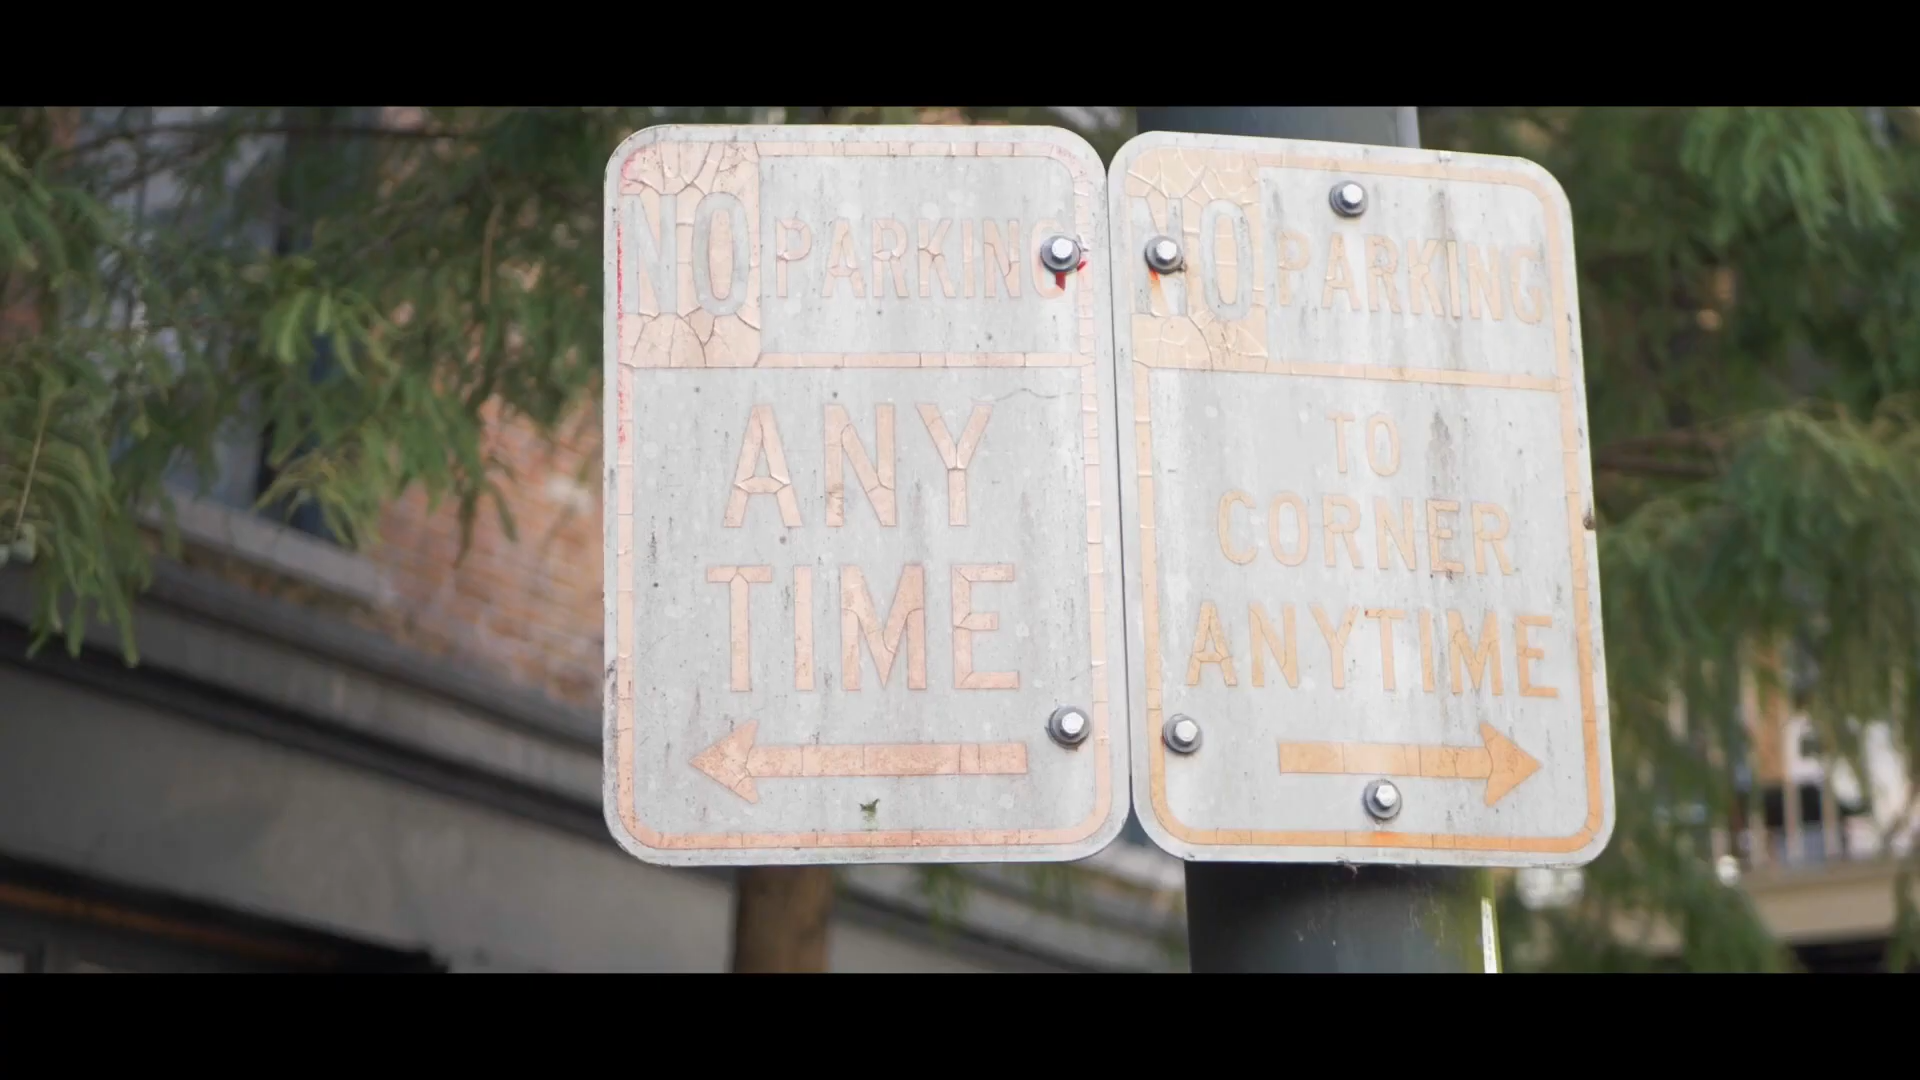 NO PARKING
ANY
TIME
NO PARKING
TO
CORNER
ANYTIME